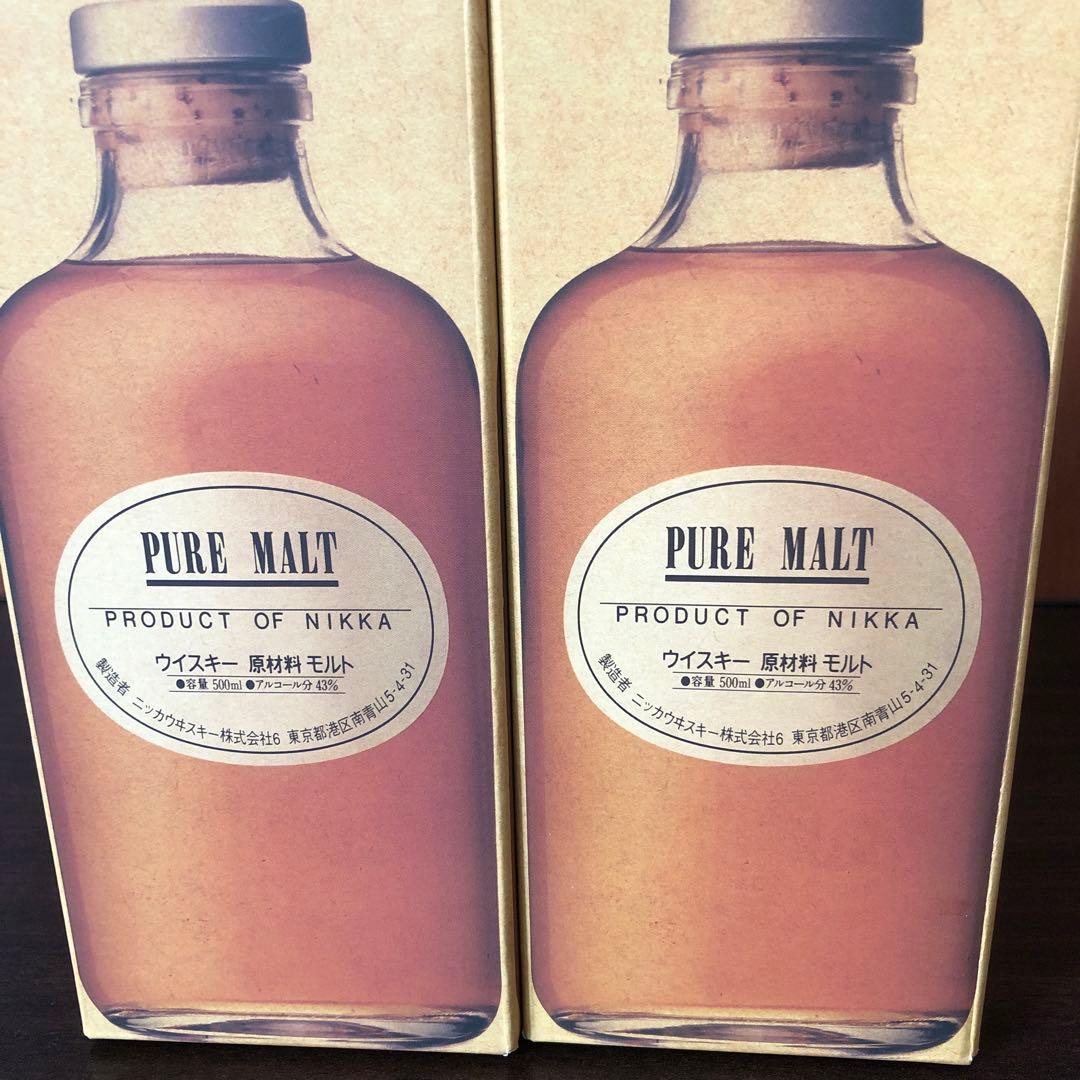 PURE MALT
PRODUCT OF NIKKA
ウイスキー 原材料 モルト
●容量 500ml ●アルコール分 43%
製造者 ニッカウヰスキー株式会社6 東京都港区南青山5-4-31
PURE MALT
PRODUCT OF NIKKA
ウイスキー 原材料 モルト
●容量 500ml ●アルコール分 43%
製造者 ニッカウヰスキー株式会社6 東京都港区南青山5-4-31